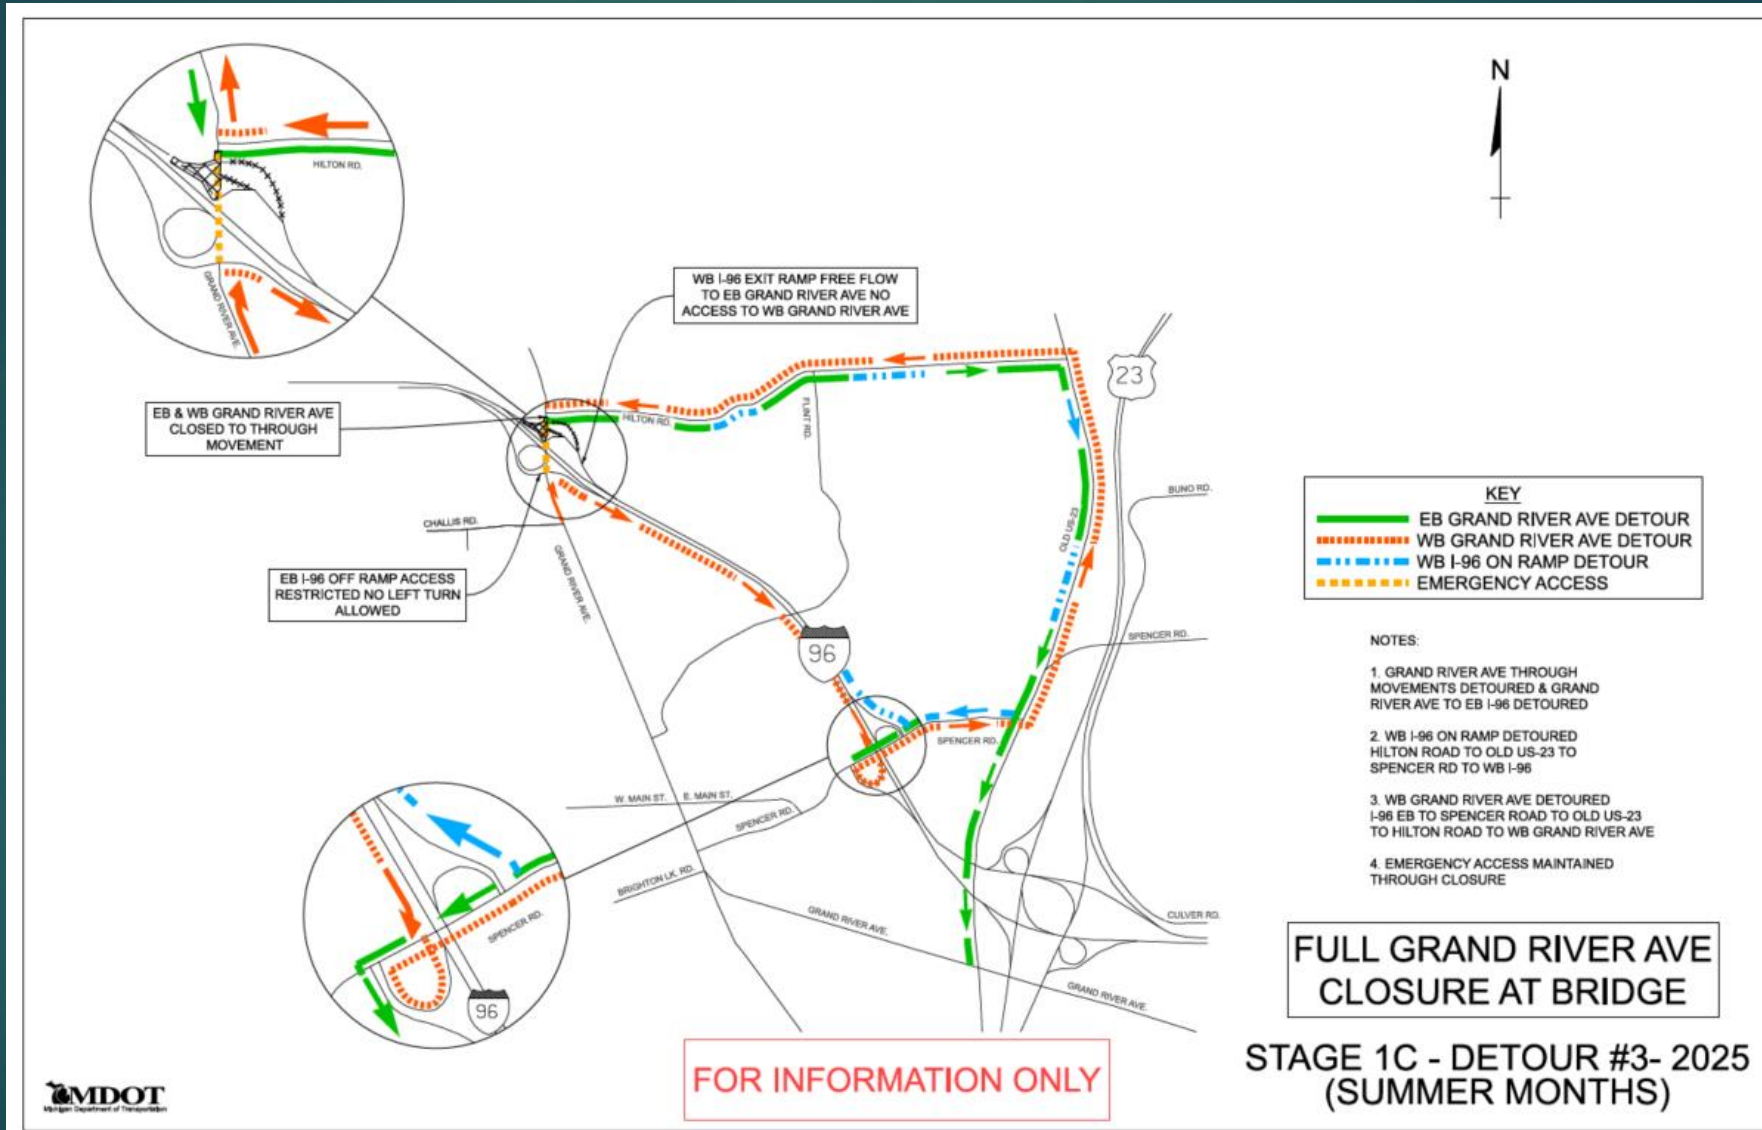 N
HILTON RD.
GRAND RIVER AVE.
WB I-96 EXIT RAMP FREE FLOW
TO EB GRAND RIVER AVE NO
ACCESS TO WB GRAND RIVER AVE
23
EB & WB GRAND RIVER AVE
CLOSED TO THROUGH
MOVEMENT
HILTON RD.
FLINT RD.
CHALLIS RD.
BUNO RD.
OLD US-23
GRAND RIVER AVE.
EB I-96 OFF RAMP ACCESS
RESTRICTED NO LEFT TURN
ALLOWED
96
SPENCER RD.
SPENCER RD.
W. MAIN ST.
E. MAIN ST.
SPENCER RD.
BRIGHTON LK. RD.
GRAND RIVER AVE.
CULVER RD.
GRAND RIVER AVE.
SPENCER RD.
96
KEY
EB GRAND RIVER AVE DETOUR
WB GRAND RIVER AVE DETOUR
WB I-96 ON RAMP DETOUR
EMERGENCY ACCESS
NOTES:
1. GRAND RIVER AVE THROUGH
MOVEMENTS DETOURED & GRAND
RIVER AVE TO EB I-96 DETOURED
2. WB I-96 ON RAMP DETOURED
HILTON ROAD TO OLD US-23 TO
SPENCER RD TO WB I-96
3. WB GRAND RIVER AVE DETOURED
I-96 EB TO SPENCER ROAD TO OLD US-23
TO HILTON ROAD TO WB GRAND RIVER AVE
4. EMERGENCY ACCESS MAINTAINED
THROUGH CLOSURE
FULL GRAND RIVER AVE
CLOSURE AT BRIDGE
STAGE 1C - DETOUR #3- 2025
(SUMMER MONTHS)
FOR INFORMATION ONLY
MDOT
Michigan Department of Transportation